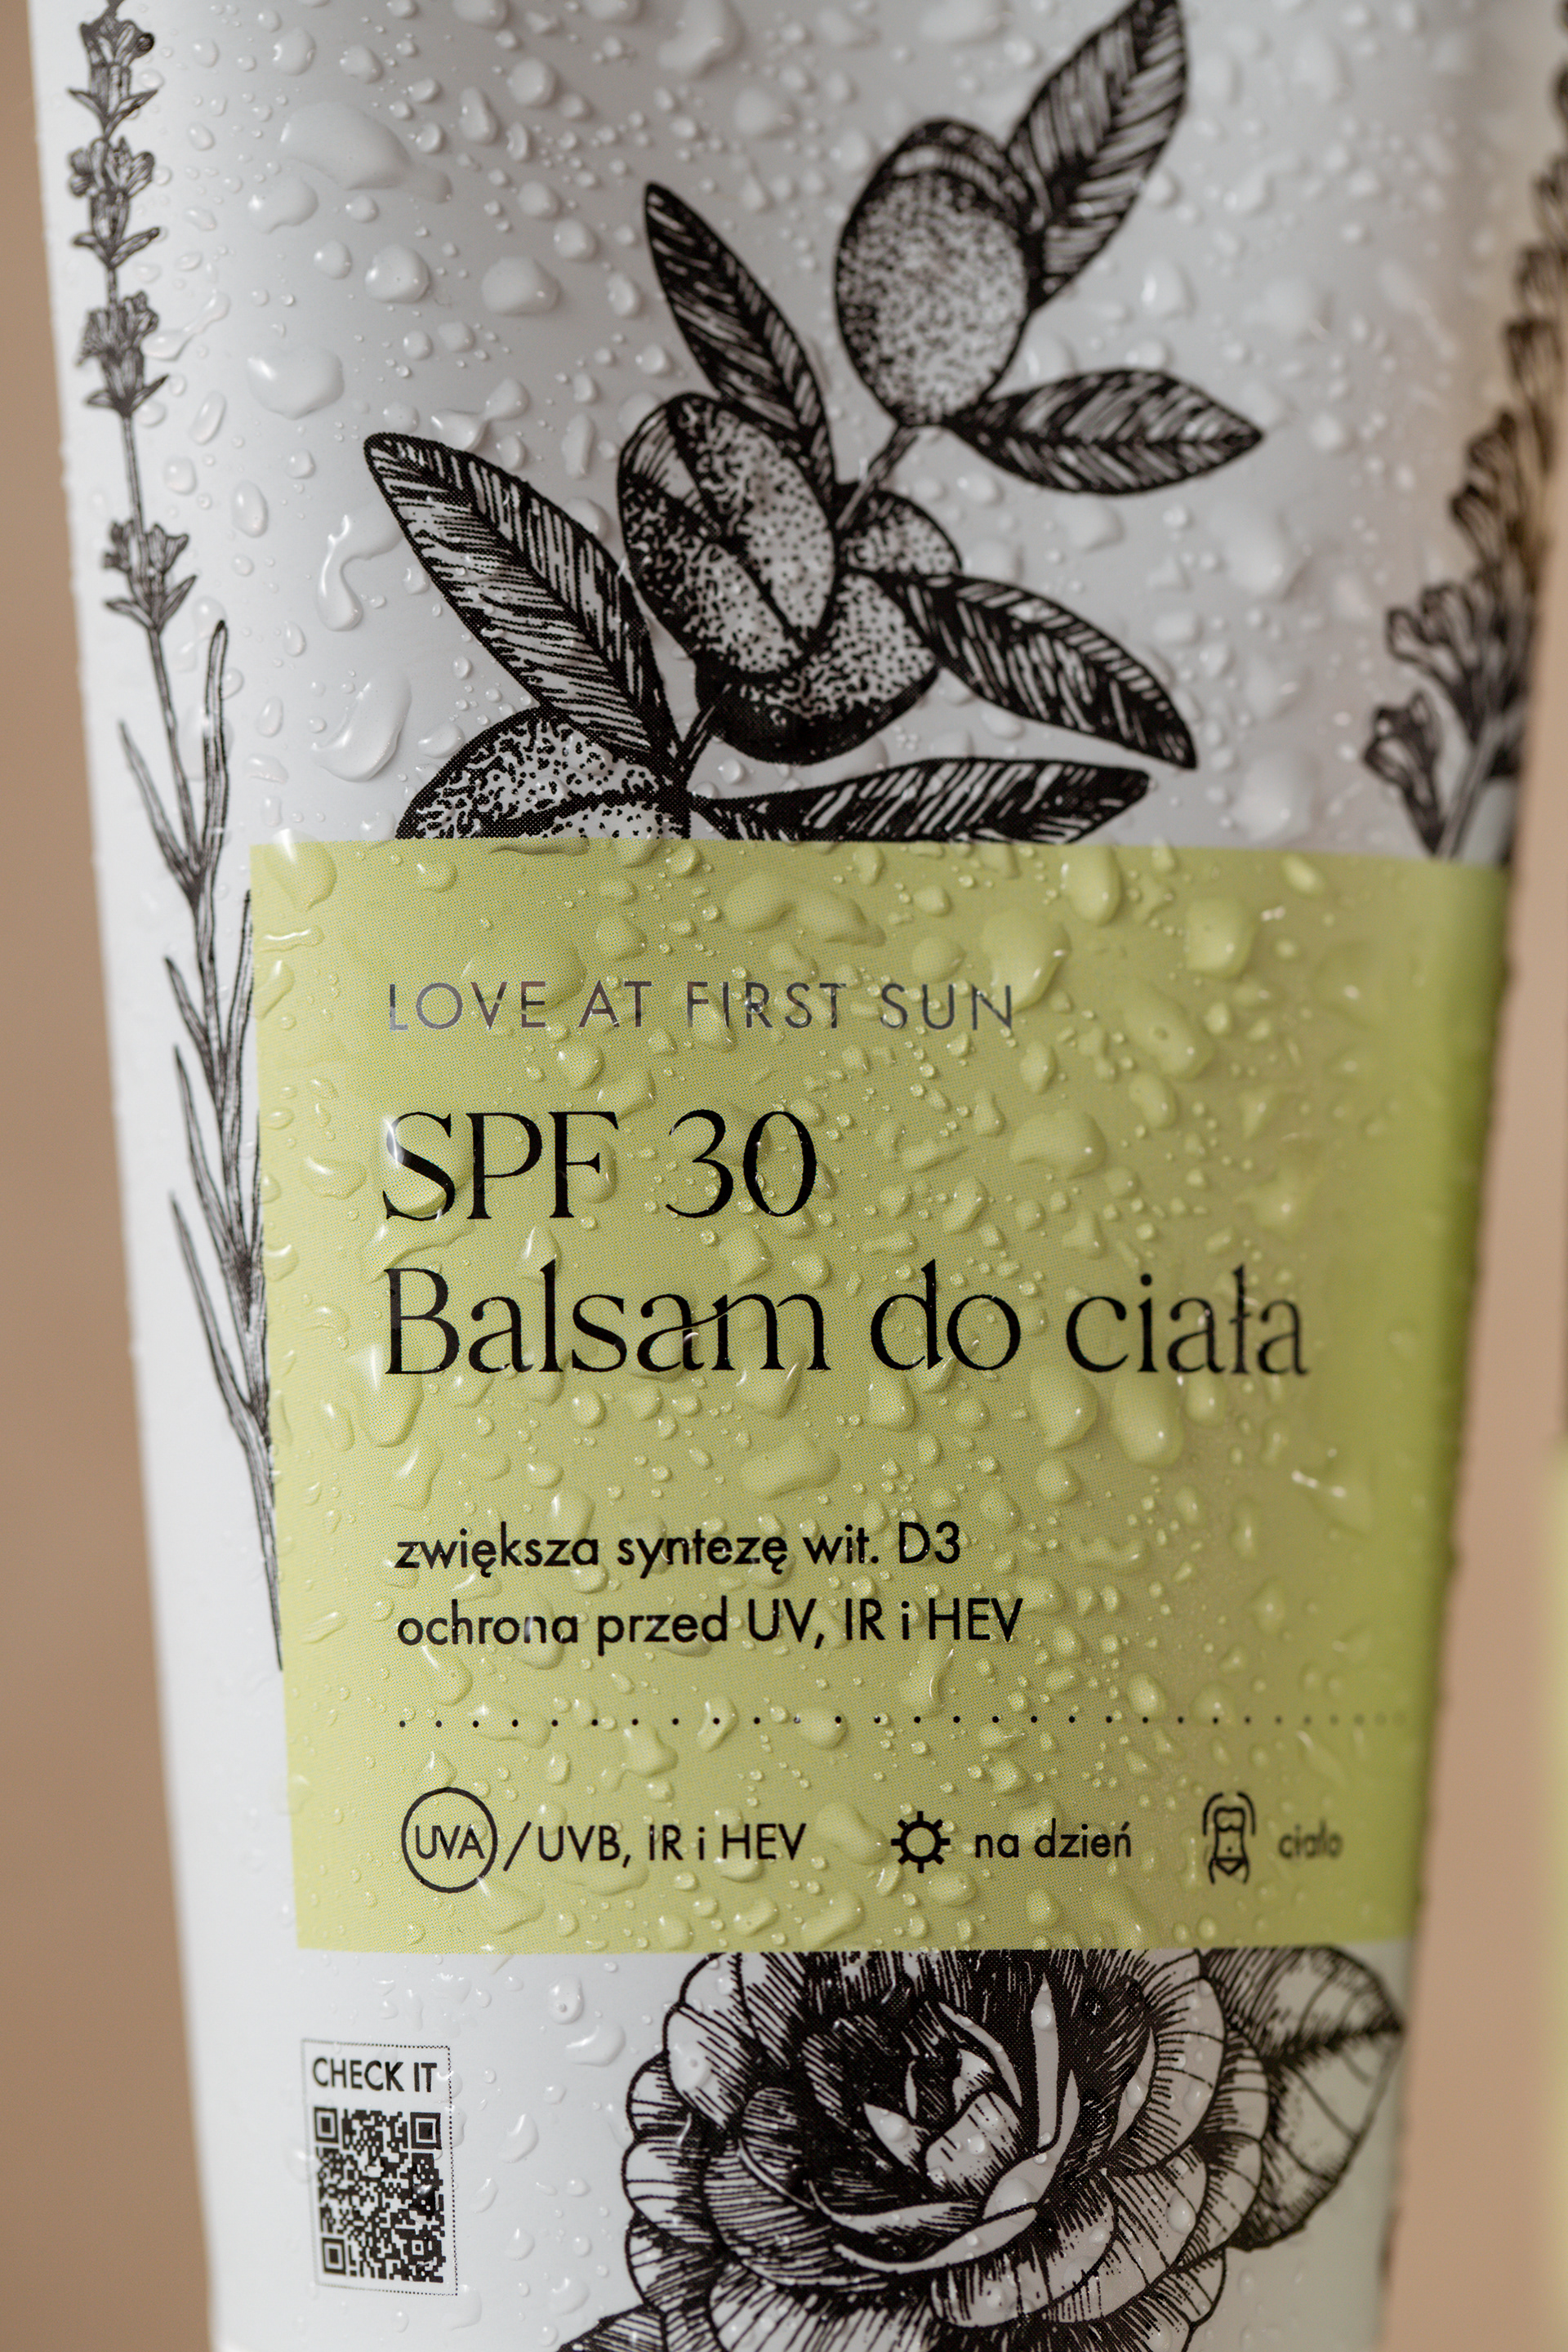 LOVE AT FIRST SUN
SPF 30
Balsam do ciała
zwiększa syntezę wit. D3
ochrona przed UV, IR i HEV
UVA/UVB, IR i HEV
na dzień
ciało
CHECK IT